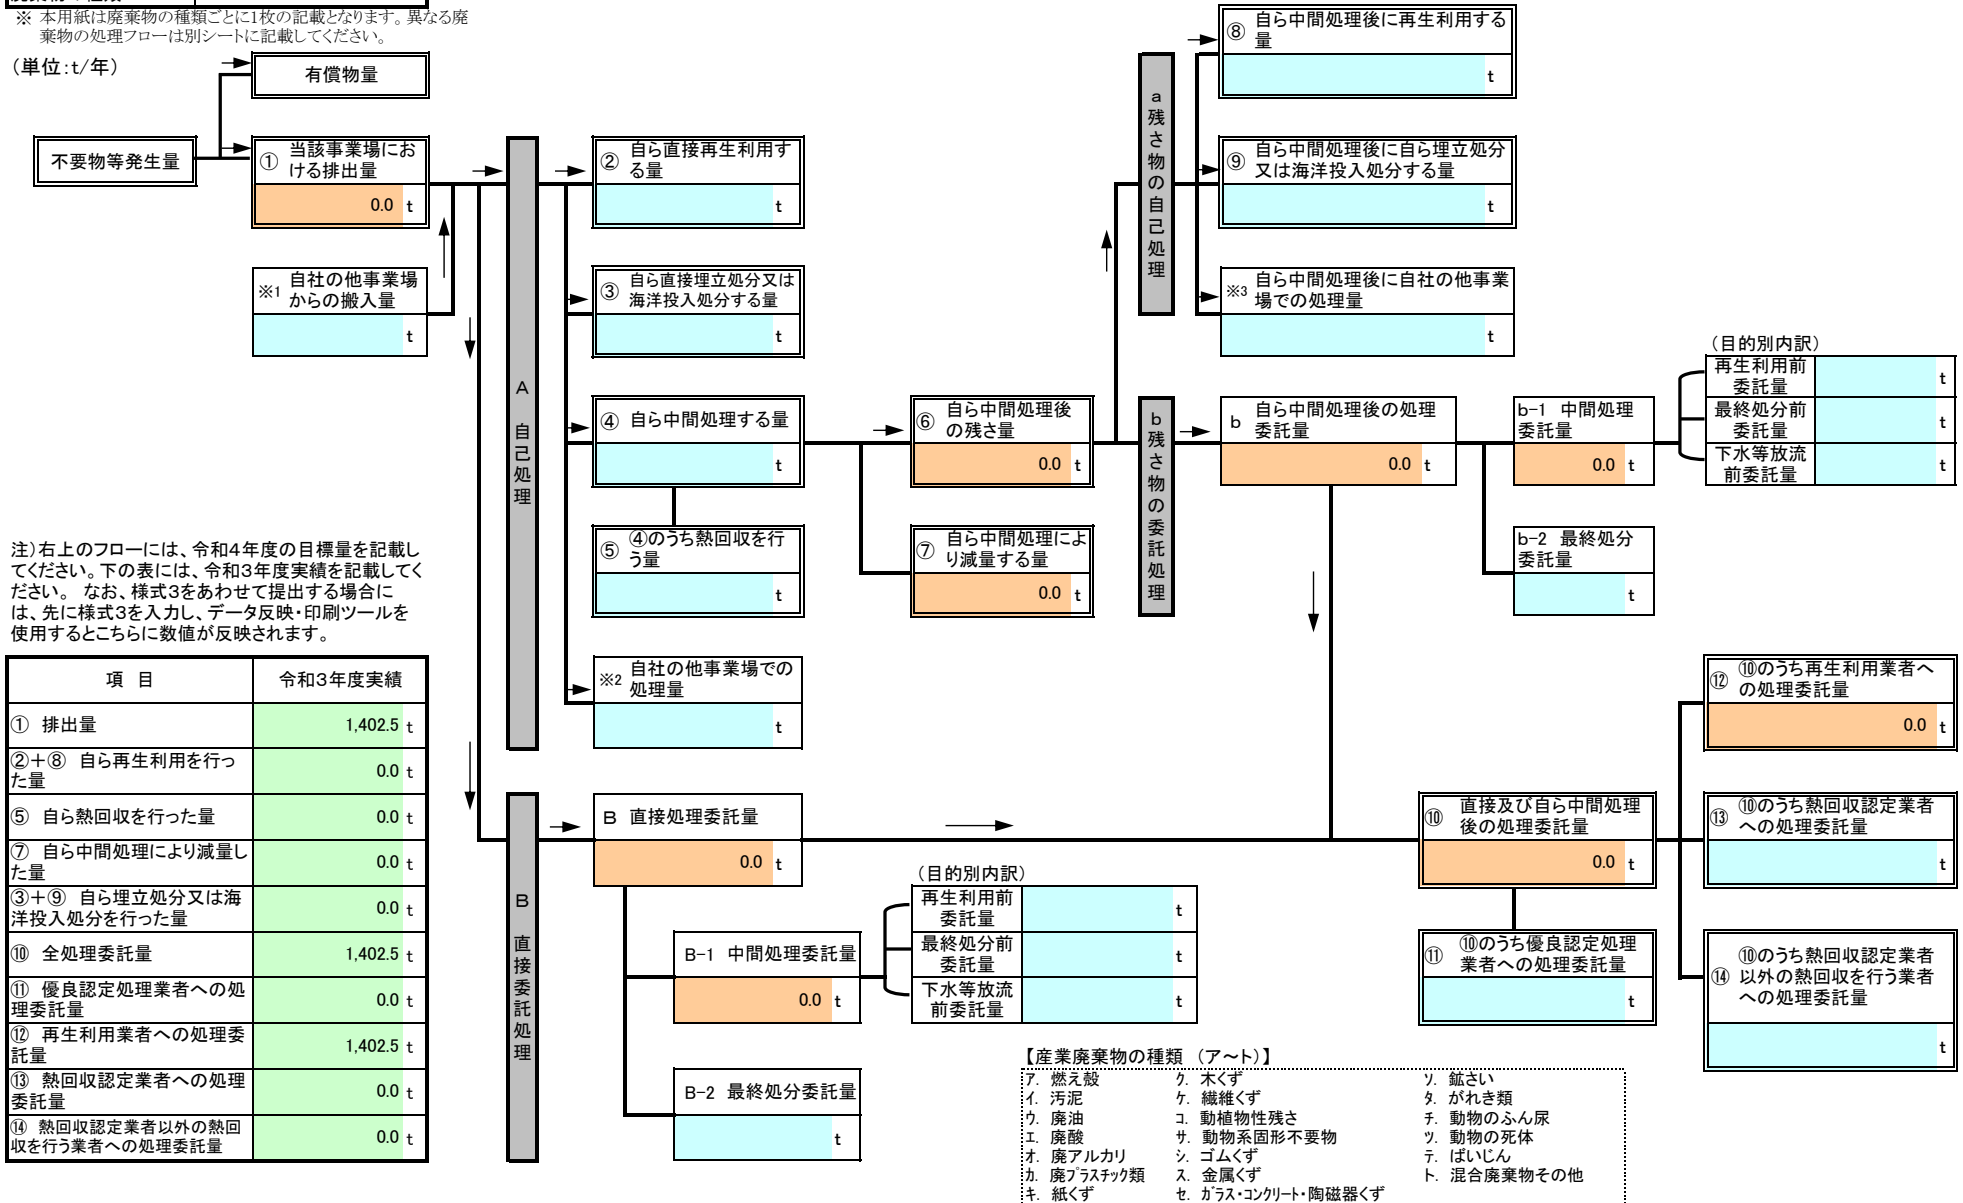 ※ 本用紙は廃棄物の種類ごとに1枚の記載となります。異なる廃
棄物の処理フローは別シートに記載してください。
（単位:t/年）
有償物量
不要物等発生量
① 当該事業場にお
ける排出量
0.0 t
※1 自社の他事業場
からの搬入量
t
A 自己処理
② 自ら直接再生利用す
る量
t
③ 自ら直接埋立処分又は
海洋投入処分する量
t
④ 自ら中間処理する量
t
⑤ ④のうち熱回収を行
う量
t
※2 自社の他事業場での
処理量
t
⑥ 自ら中間処理後
の残さ量
0.0 t
⑦ 自ら中間処理によ
り減量する量
0.0 t
a 残さ物の自己処理
⑧ 自ら中間処理後に再生利用する
量
t
⑨ 自ら中間処理後に自ら埋立処分
又は海洋投入処分する量
t
※3 自ら中間処理後に自社の他事業
場での処理量
t
b 残さ物の委託処理
b 自ら中間処理後の処理
委託量
0.0 t
b-1 中間処理
委託量
0.0 t
（目的別内訳）
再生利用前
委託量
t
最終処分前
委託量
t
下水等放流
前委託量
t
b-2 最終処分
委託量
t
注）右上のフローには、令和４年度の目標量を記載し
てください。下の表には、令和３年度実績を記載してく
ださい。 なお、様式３をあわせて提出する場合に
は、先に様式３を入力し、データ反映・印刷ツールを
使用するとこちらに数値が反映されます。
項 目 令和３年度実績
① 排出量 1,402.5 t
②＋⑧ 自ら再生利用を行っ
た量 0.0 t
⑤ 自ら熱回収を行った量 0.0 t
⑦ 自ら中間処理により減量し
た量 0.0 t
③＋⑨ 自ら埋立処分又は海
洋投入処分を行った量 0.0 t
⑩ 全処理委託量 1,402.5 t
⑪ 優良認定処理業者への処
理委託量 0.0 t
⑫ 再生利用業者への処理委
託量 1,402.5 t
⑬ 熱回収認定業者への処理
委託量 0.0 t
⑭ 熱回収認定業者以外の熱回
収を行う業者への処理委託量 0.0 t
B 直接委託処理
B 直接処理委託量
0.0 t
B-1 中間処理委託量
0.0 t
（目的別内訳）
再生利用前
委託量
t
最終処分前
委託量
t
下水等放流
前委託量
t
B-2 最終処分委託量
t
⑩ 直接及び自ら中間処理
後の処理委託量
0.0 t
⑪ ⑩のうち優良認定処理
業者への処理委託量
t
⑫ ⑩のうち再生利用業者へ
の処理委託量
0.0 t
⑬ ⑩のうち熱回収認定業者
への処理委託量
t
⑭ ⑩のうち熱回収認定業者
以外の熱回収を行う業者
への処理委託量
t
【産業廃棄物の種類 （ア～ト）】
ア. 燃え殻 ク. 木くず ソ. 鉱さい
イ. 汚泥 ケ. 繊維くず タ. がれき類
ウ. 廃油 コ. 動植物性残さ チ. 動物のふん尿
エ. 廃酸 サ. 動物系固形不要物 ツ. 動物の死体
オ. 廃アルカリ シ. ゴムくず テ. ばいじん
カ. 廃プラスチック類 ス. 金属くず ト. 混合廃棄物その他
キ. 紙くず セ. ガラス・コンクリート・陶磁器くず